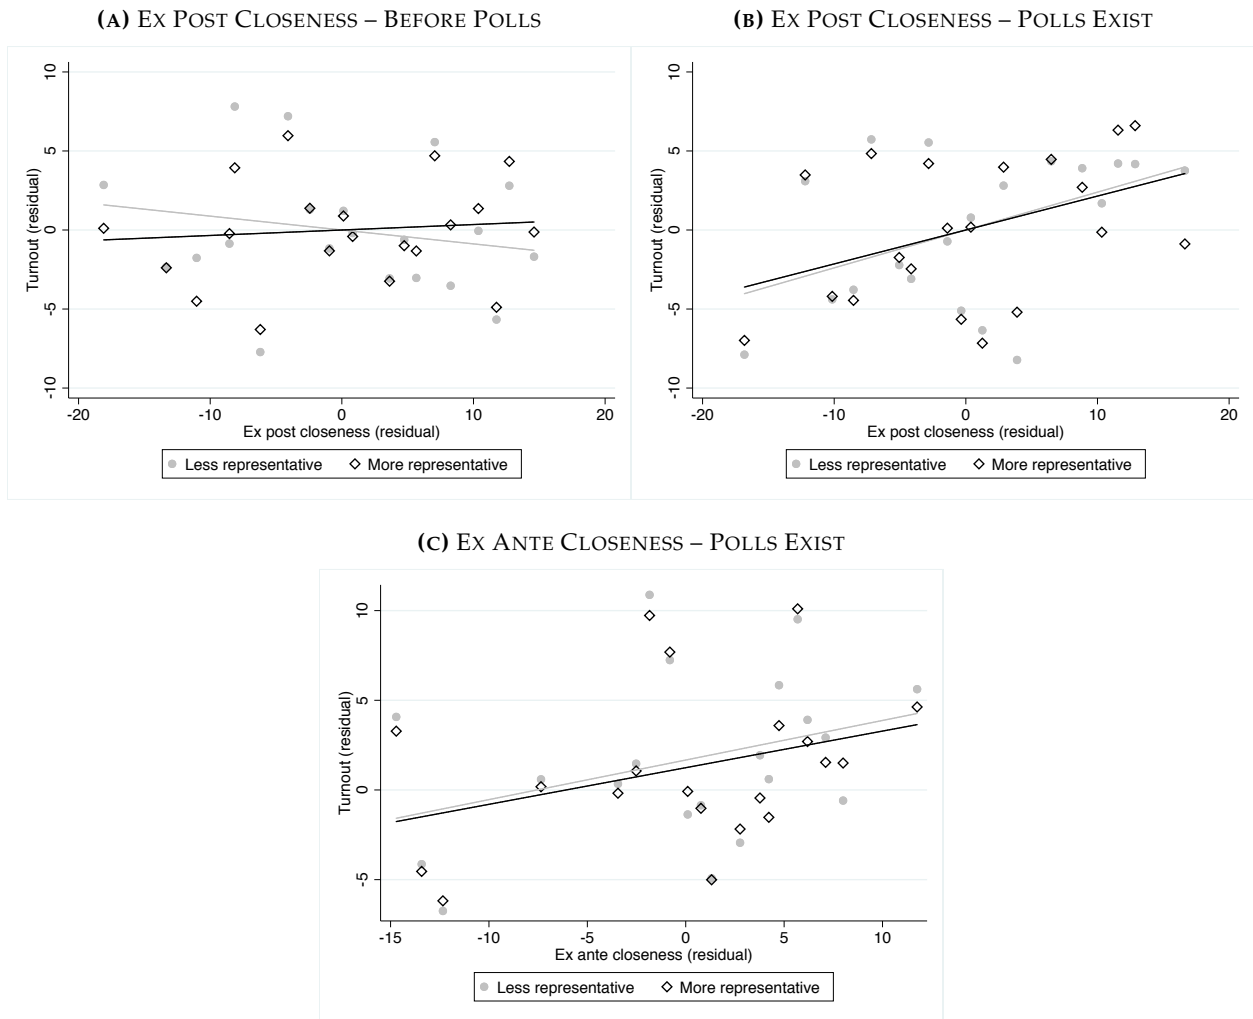 (A) EX POST CLOSENESS – BEFORE POLLS
10
5
0
-5
-10
Turnout (residual)
-20 -10 0 10 20
Ex post closeness (residual)
Less representative More representative
(B) EX POST CLOSENESS – POLLS EXIST
10
5
0
-5
-10
Turnout (residual)
-20 -10 0 10 20
Ex post closeness (residual)
Less representative More representative
(C) EX ANTE CLOSENESS – POLLS EXIST
10
5
0
-5
Turnout (residual)
-15 -10 -5 0 5 10
Ex ante closeness (residual)
Less representative More representative